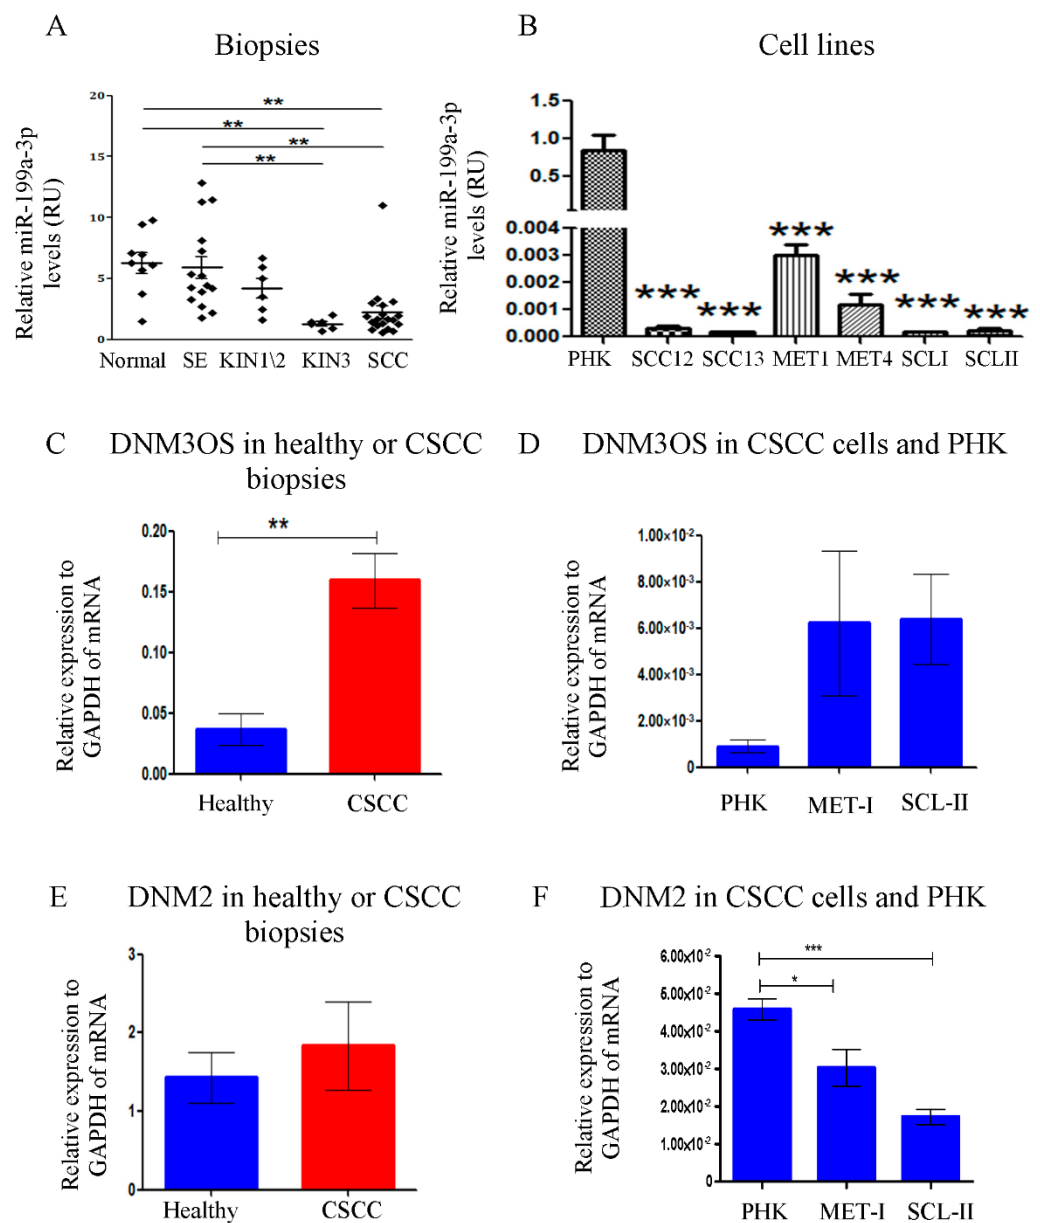 A
Biopsies
Relative miR-199a-3p
levels (RU)
20
15
10
5
0
**
**
**
**
Normal SE KIN1\2 KIN3 SCC
B
Cell lines
Relative miR-199a-3p
levels (RU)
1.5
1.0
0.5
0.004
0.003
0.002
0.001
0.000
***
***
***
***
***
***
PHK SCC12 SCC13 MET1 MET4 SCLI SCLII
C DNM3OS in healthy or CSCC
biopsies
Relative expression to
GAPDH of mRNA
0.20
0.15
0.10
0.05
0.00
**
Healthy CSCC
D DNM3OS in CSCC cells and PHK
Relative expression to
GAPDH of mRNA
1.00×10-2
8.00×10-3
6.00×10-3
4.00×10-3
2.00×10-3
0
PHK MET-I SCL-II
E DNM2 in healthy or CSCC
biopsies
Relative expression to
GAPDH of mRNA
3
2
1
0
Healthy CSCC
F DNM2 in CSCC cells and PHK
Relative expression to
GAPDH of mRNA
6.00×10-2
5.00×10-2
4.00×10-2
3.00×10-2
2.00×10-2
1.00×10-2
0
***
*
PHK MET-I SCL-II